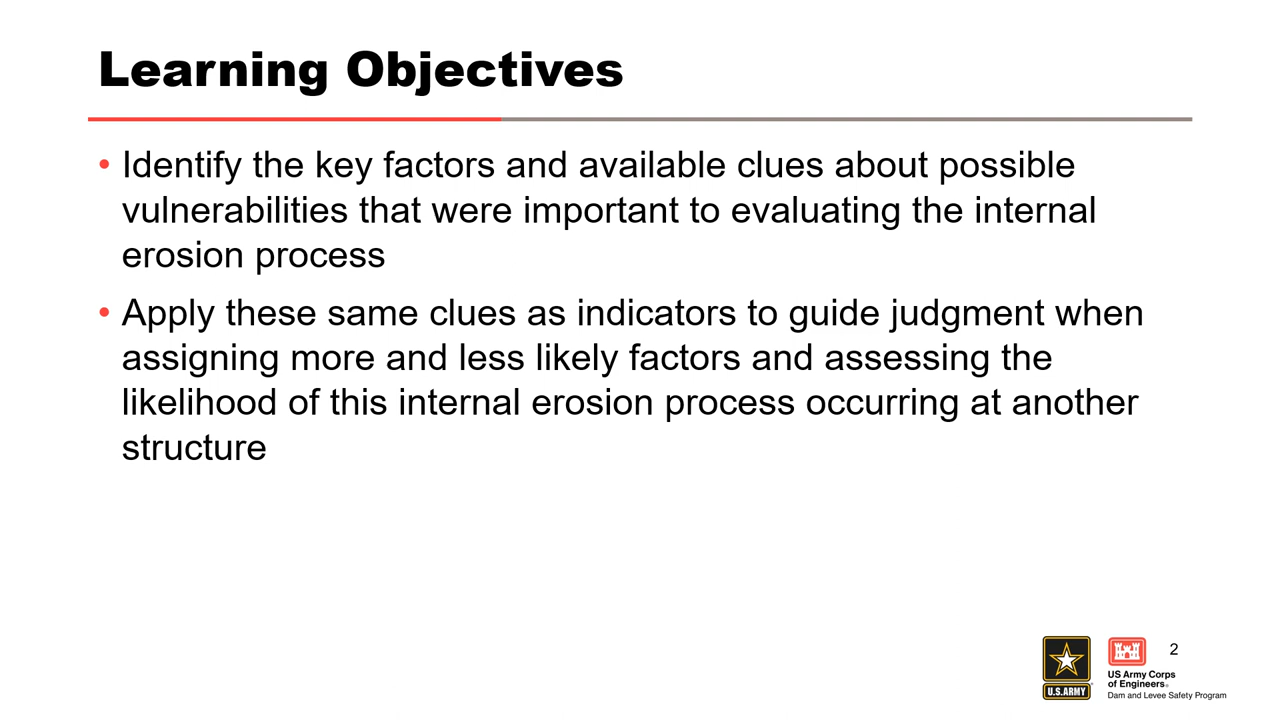 Learning Objectives
• Identify the key factors and available clues about possible
vulnerabilities that were important to evaluating the internal
erosion process
• Apply these same clues as indicators to guide judgment when
assigning more and less likely factors and assessing the
likelihood of this internal erosion process occurring at another
structure
2
U.S.ARMY
US Army Corps
of Engineers®
Dam and Levee Safety Program